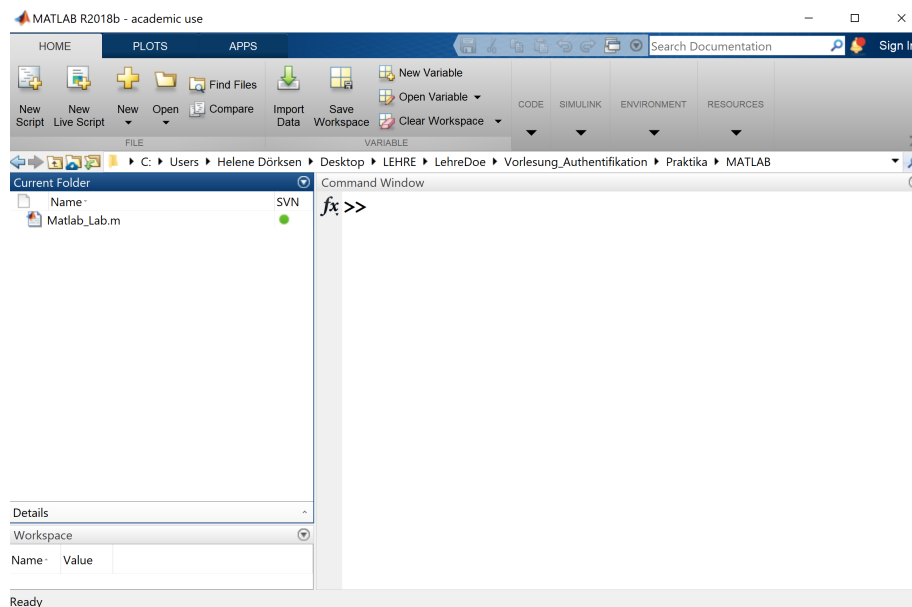 MATLAB R2018b - academic use
HOME PLOTS APPS
Search Documentation
Sign In
New Script
New Live Script
New
Open
Find Files
Compare
Import Data
Save Workspace
New Variable
Open Variable
Clear Workspace
CODE
SIMULINK
ENVIRONMENT
RESOURCES
FILE
VARIABLE
C: Users Helene Dörksen Desktop LEHRE LehreDoe Vorlesung_Authentifikation Praktika MATLAB
Current Folder
Name SVN
Matlab_Lab.m
Details
Workspace
Name Value
Command Window
fx >>
Ready